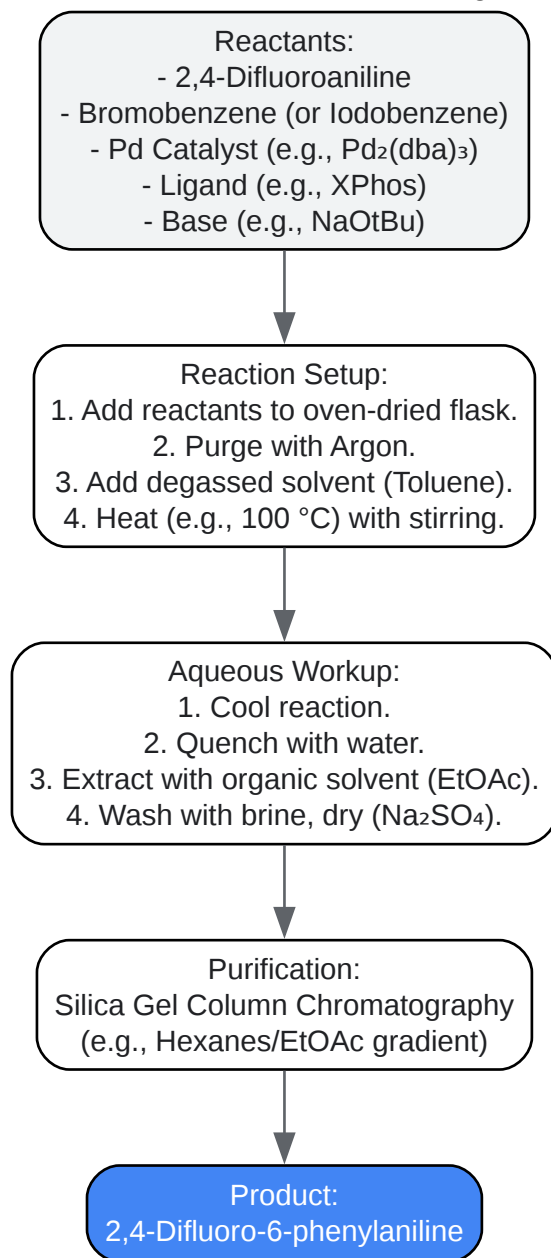 Reactants:
- 2,4-Difluoroaniline
- Bromobenzene (or Iodobenzene)
- Pd Catalyst (e.g., Pd₂(dba)₃)
- Ligand (e.g., XPhos)
- Base (e.g., NaOtBu)
Reaction Setup:
1. Add reactants to oven-dried flask.
2. Purge with Argon.
3. Add degassed solvent (Toluene).
4. Heat (e.g., 100 °C) with stirring.
Aqueous Workup:
1. Cool reaction.
2. Quench with water.
3. Extract with organic solvent (EtOAc).
4. Wash with brine, dry (Na₂SO₄).
Purification:
Silica Gel Column Chromatography
(e.g., Hexanes/EtOAc gradient)
Product:
2,4-Difluoro-6-phenylaniline